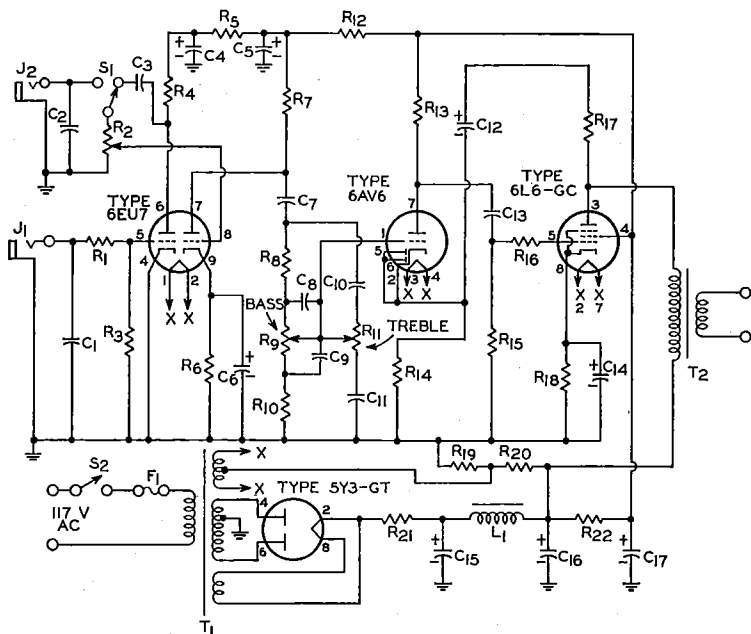 R5
R12
C4
C5
J2
S1
C3
R4
R7
R13
C12
R17
C2
R2
TYPE
6EU7
TYPE
6AV6
TYPE
6L6-GC
6
7
C7
7
C13
3
4
J1
R1
5
8
1
5
6
R16
5
4
9
R8
C8
C10
2
3
4
8
1
2
X
X
X
X
X
X
2
7
BASS
TREBLE
R9
R11
C9
R3
R6
C6
R14
R15
R18
C14
T2
C1
R10
C11
R19
R20
S2
F1
X
X
TYPE 5Y3-GT
117 V
AC
4
2
6
8
R21
L1
R22
C15
C16
C17
T1